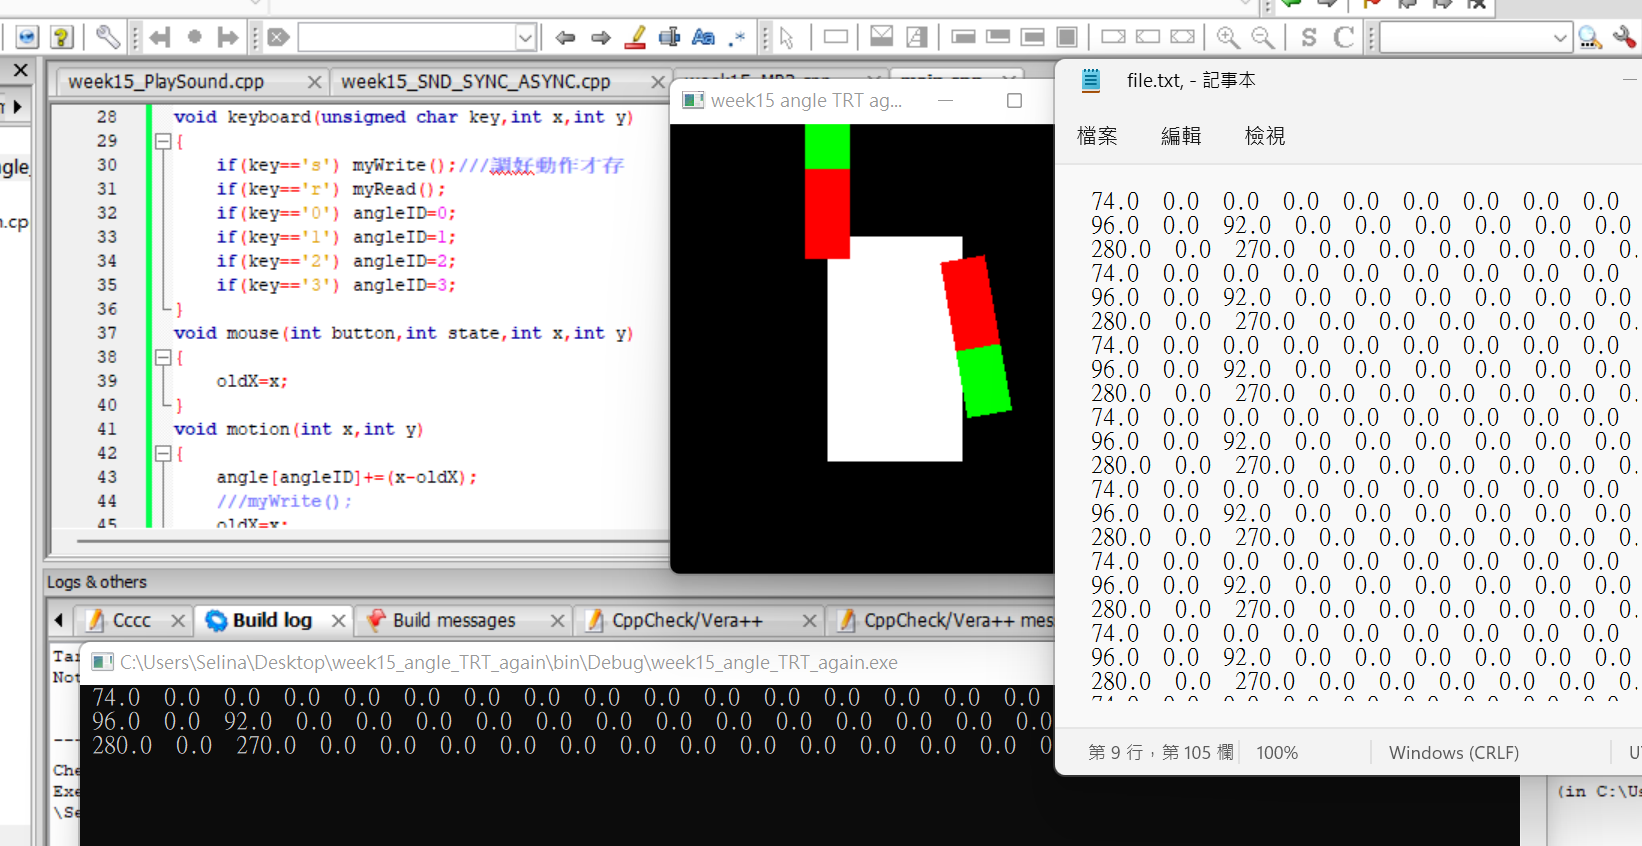 week15_PlaySound.cpp
week15_SND_SYNC_ASYNC.cpp
28 void keyboard(unsigned char key,int x,int y)
29 {
30 if(key=='s') myWrite();///調好動作才存
31 if(key=='r') myRead();
32 if(key=='0') angleID=0;
33 if(key=='1') angleID=1;
34 if(key=='2') angleID=2;
35 if(key=='3') angleID=3;
36 }
37 void mouse(int button,int state,int x,int y)
38 {
39 oldX=x;
40 }
41 void motion(int x,int y)
42 {
43 angle[angleID]+=(x-oldX);
44 ///myWrite();
45 oldX=x;
week15 angle TRT ag...
file.txt, - 記事本
檔案 編輯 檢視
74.0 0.0 0.0 0.0 0.0 0.0 0.0 0.0 0.0
96.0 0.0 92.0 0.0 0.0 0.0 0.0 0.0 0.0
280.0 0.0 270.0 0.0 0.0 0.0 0.0 0.0 0.
74.0 0.0 0.0 0.0 0.0 0.0 0.0 0.0 0.0
96.0 0.0 92.0 0.0 0.0 0.0 0.0 0.0 0.0
280.0 0.0 270.0 0.0 0.0 0.0 0.0 0.0 0.
74.0 0.0 0.0 0.0 0.0 0.0 0.0 0.0 0.0
96.0 0.0 92.0 0.0 0.0 0.0 0.0 0.0 0.0
280.0 0.0 270.0 0.0 0.0 0.0 0.0 0.0 0.
74.0 0.0 0.0 0.0 0.0 0.0 0.0 0.0 0.0
96.0 0.0 92.0 0.0 0.0 0.0 0.0 0.0 0.0
280.0 0.0 270.0 0.0 0.0 0.0 0.0 0.0 0.
74.0 0.0 0.0 0.0 0.0 0.0 0.0 0.0 0.0
96.0 0.0 92.0 0.0 0.0 0.0 0.0 0.0 0.0
280.0 0.0 270.0 0.0 0.0 0.0 0.0 0.0 0.
74.0 0.0 0.0 0.0 0.0 0.0 0.0 0.0 0.0
96.0 0.0 92.0 0.0 0.0 0.0 0.0 0.0 0.0
280.0 0.0 270.0 0.0 0.0 0.0 0.0 0.0 0.
74.0 0.0 0.0 0.0 0.0 0.0 0.0 0.0 0.0
96.0 0.0 92.0 0.0 0.0 0.0 0.0 0.0 0.0
280.0 0.0 270.0 0.0 0.0 0.0 0.0 0.0 0.
第 9 行，第 105 欄 100% Windows (CRLF)
Logs & others
Cccc
Build log
Build messages
CppCheck/Vera++
CppCheck/Vera++ mes
C:\Users\Selina\Desktop\week15_angle_TRT_again\bin\Debug\week15_angle_TRT_again.exe
74.0 0.0 0.0 0.0 0.0 0.0 0.0 0.0 0.0 0.0 0.0 0.0 0.0 0.0 0.0 0.0
96.0 0.0 92.0 0.0 0.0 0.0 0.0 0.0 0.0 0.0 0.0 0.0 0.0 0.0 0.0 0.0
280.0 0.0 270.0 0.0 0.0 0.0 0.0 0.0 0.0 0.0 0.0 0.0 0.0 0.0 0.0 0
(in C:\Us